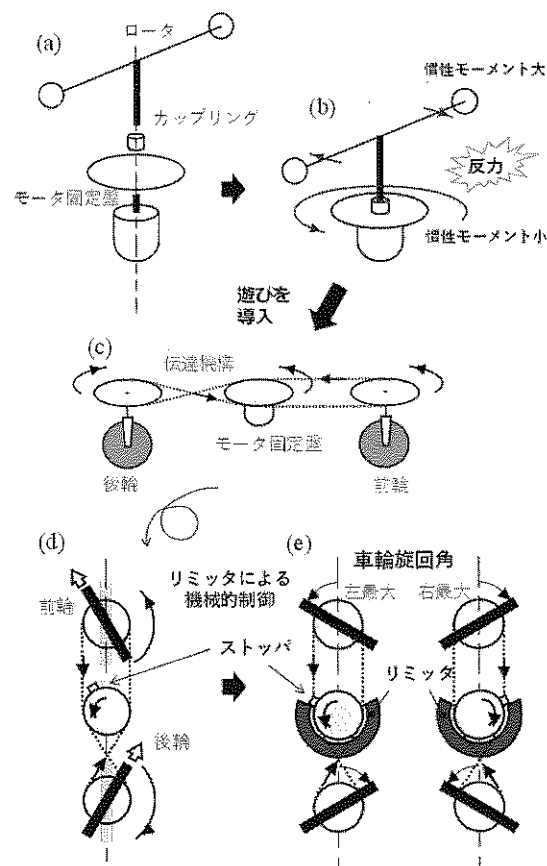 (a)
ロータ
カップリング
モータ固定盤
慣性モーメント大
(b)
反力
慣性モーメント小
遊びを
導入
(c)
伝達機構
モータ固定盤
後輪
前輪
(d)
前輪
リミッタによる
機械的制御
ストッパ
後輪
(e)
車輪旋回角
左最大
右最大
リミッタ